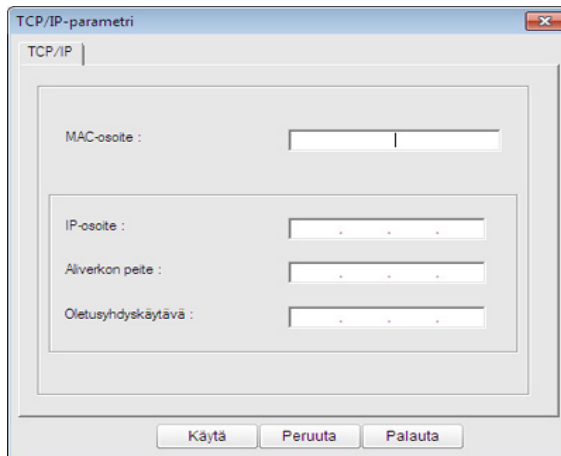 TCP/IP-parametri
TCP/IP
MAC-osoite :
IP-osoite :
. . .
Aliverkon peite :
. . .
Oletusyhdyskäytävä :
. . .
Käytä Peruuta Palauta